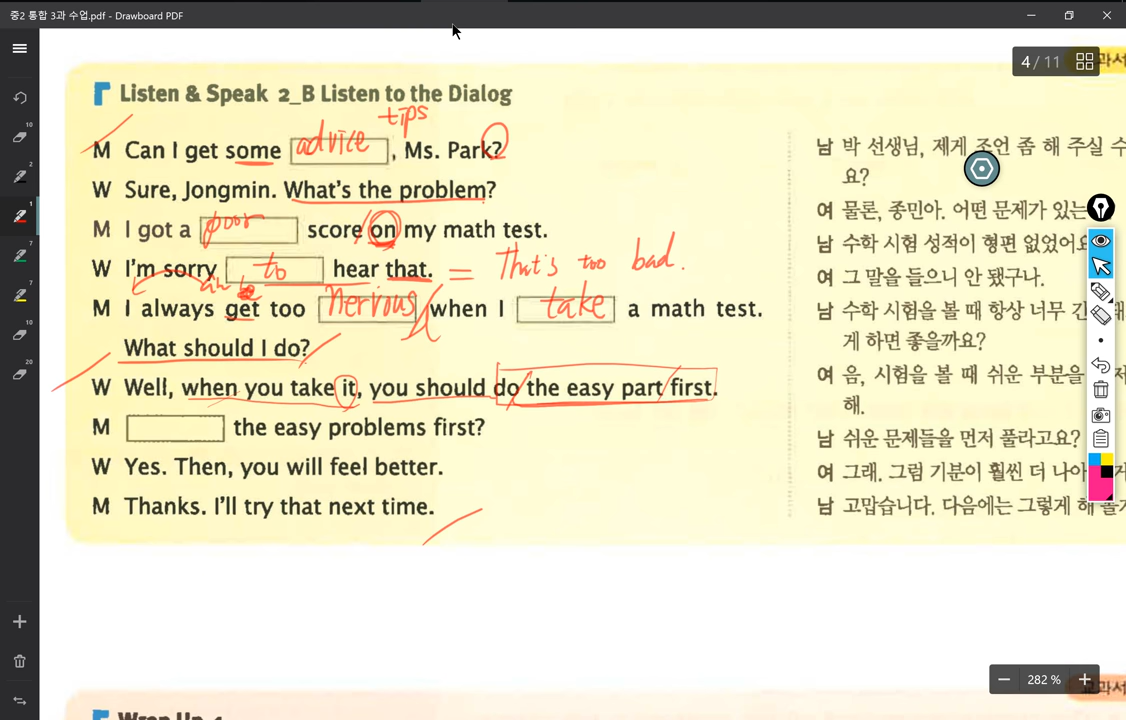 중2 통합 3과 수업.pdf - Drawboard PDF
4 / 11
Listen & Speak 2_B Listen to the Dialog
tips
M Can I get some advice, Ms. Park?
W Sure, Jongmin. What's the problem?
M I got a poor score on my math test.
W I'm sorry to hear that. = That's too bad.
M I always get too nervous when I take a math test.
What should I do?
W Well, when you take it, you should do the easy part first.
M the easy problems first?
W Yes. Then, you will feel better.
M Thanks. I'll try that next time.
남 박 선생님, 제게 조언 좀 해 주실 수
요?
여 물론, 종민아. 어떤 문제가 있는
남 수학 시험 성적이 형편 없었어요
여 그 말을 들으니 안 됐구나.
남 수학 시험을 볼 때 항상 너무 긴
게 하면 좋을까요?
여 음, 시험을 볼 때 쉬운 부분을
해.
남 쉬운 문제들을 먼저 풀라고요?
여 그래. 그럼 기분이 훨씬 더 나아
남 고맙습니다. 다음에는 그렇게 해
282 %
Wrap Up 1